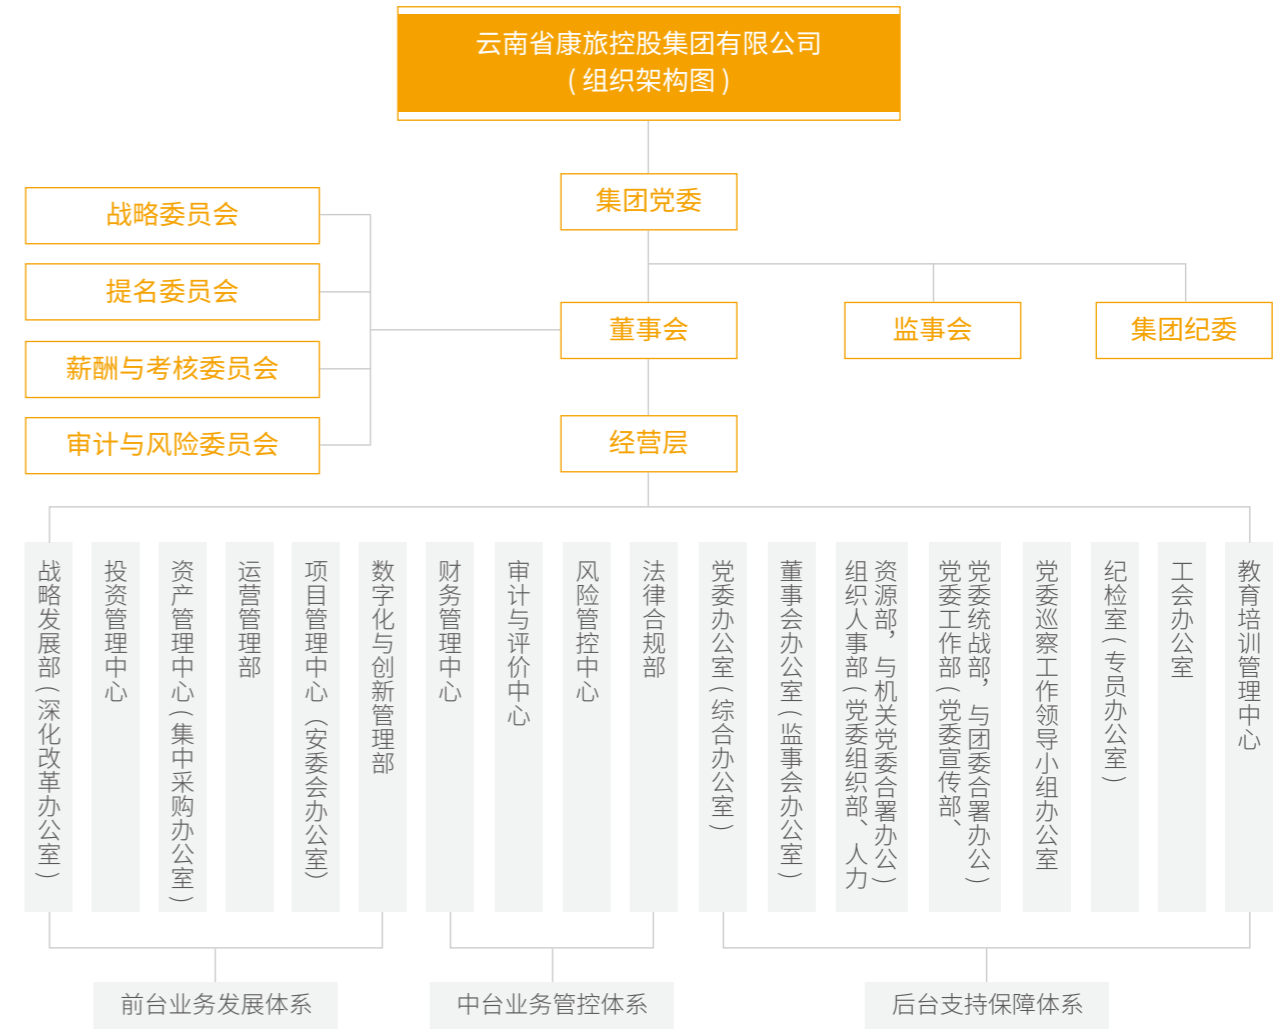 云南省康旅控股集团有限公司
(组织架构图)
集团党委
战略委员会
提名委员会
薪酬与考核委员会
审计与风险委员会
董事会
监事会
集团纪委
经营层
战略发展部(深化改革办公室)
投资管理中心
资产管理中心(集中采购办公室)
运营管理部
项目管理中心(安委会办公室)
数字化与创新管理部
财务管理中心
审计与评价中心
风险管控中心
法律合规部
党委办公室(综合办公室)
董事会办公室(监事会办公室)
组织人事部(党委组织部、人力
资源部，与机关党委合署办公)
党委工作部(党委宣传部、
党委统战部，与团委合署办公)
党委巡察工作领导小组办公室
纪检室(专员办公室)
工会办公室
教育培训管理中心
前台业务发展体系
中台业务管控体系
后台支持保障体系